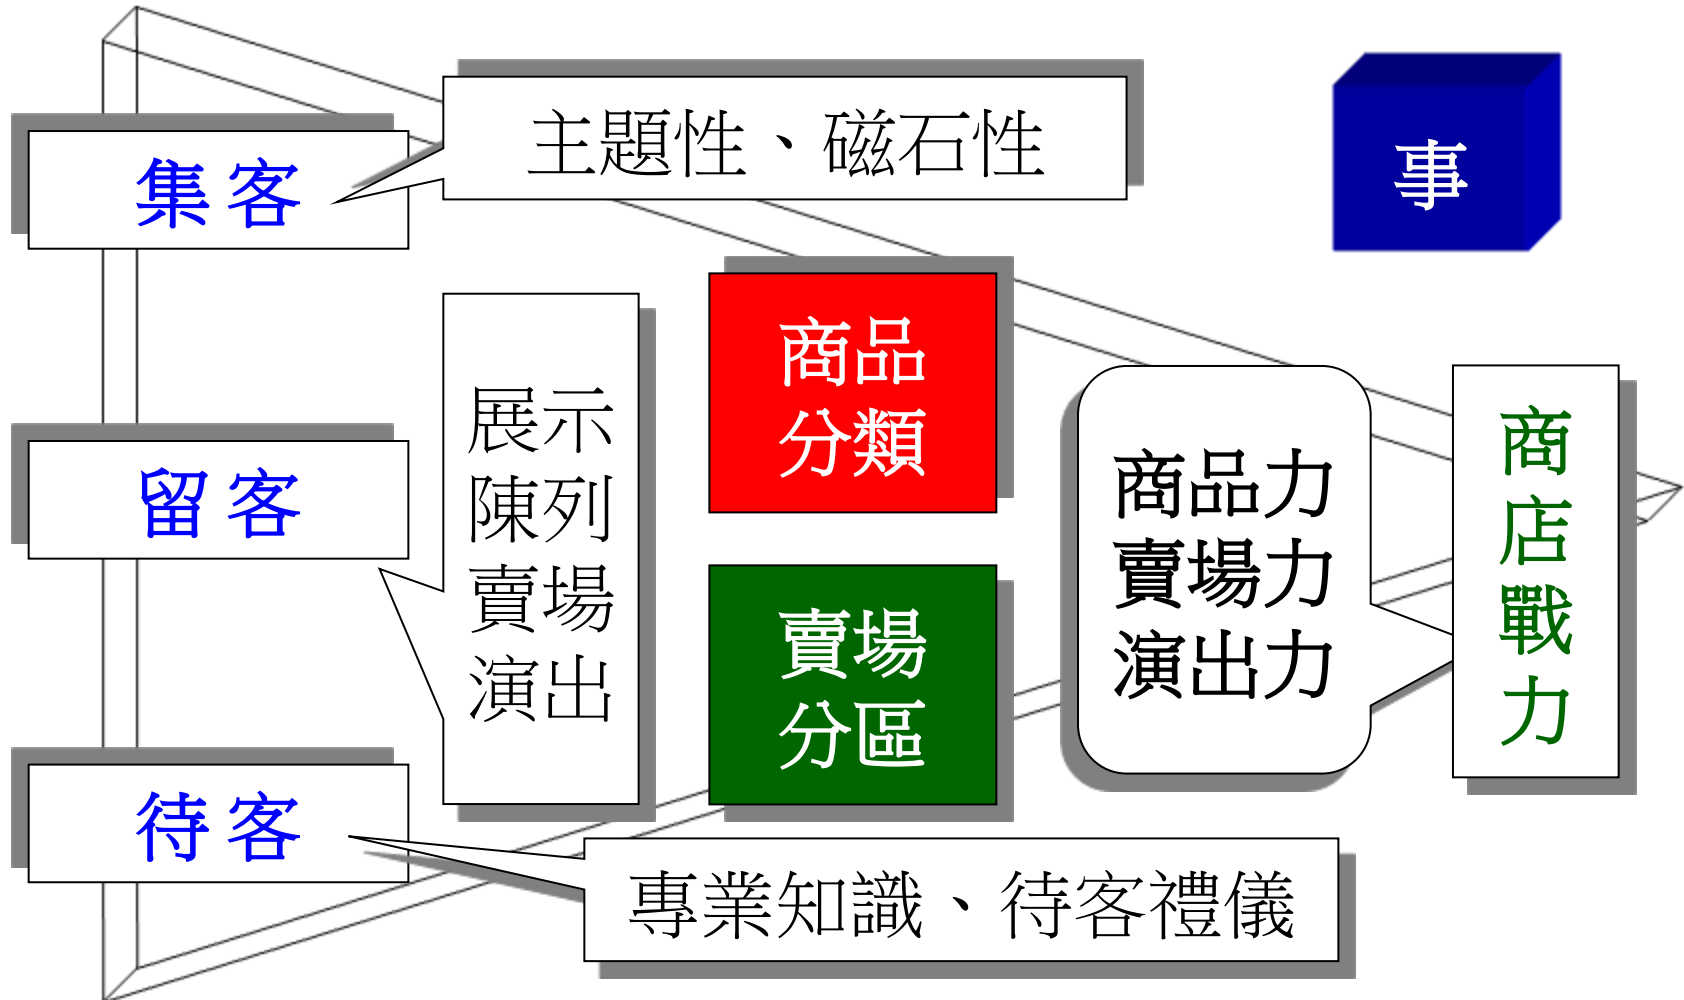 主題性、磁石性
事
集客
商品
分類
展示
陳列
賣場
演出
留客
商品力
賣場力
演出力
商
店
戰
力
賣場
分區
待客
專業知識、待客禮儀